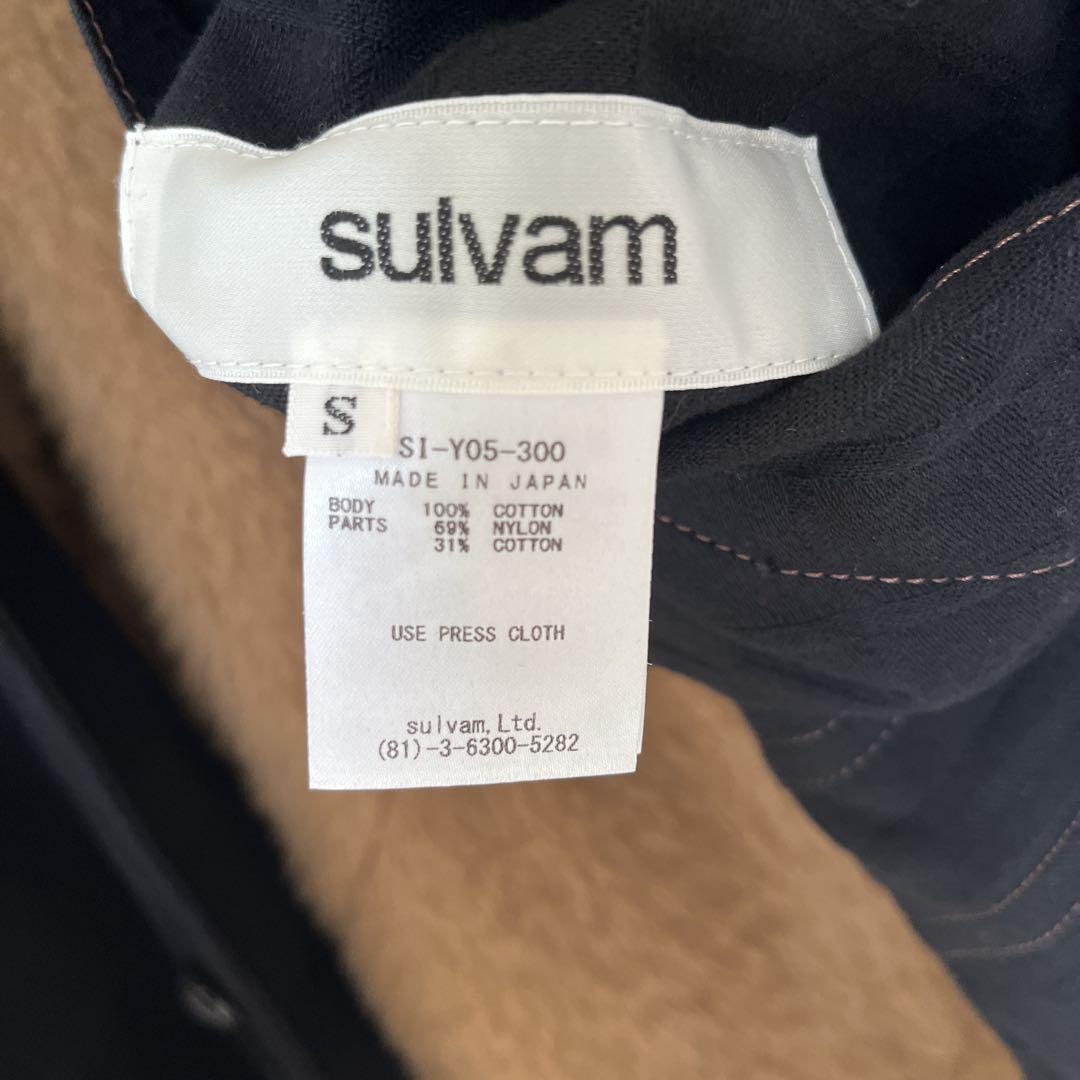 sulvam
S
SI-Y05-300
MADE IN JAPAN
BODY 100% COTTON
PARTS 69% NYLON
31% COTTON
USE PRESS CLOTH
sulvam, Ltd.
(81)-3-6300-5282